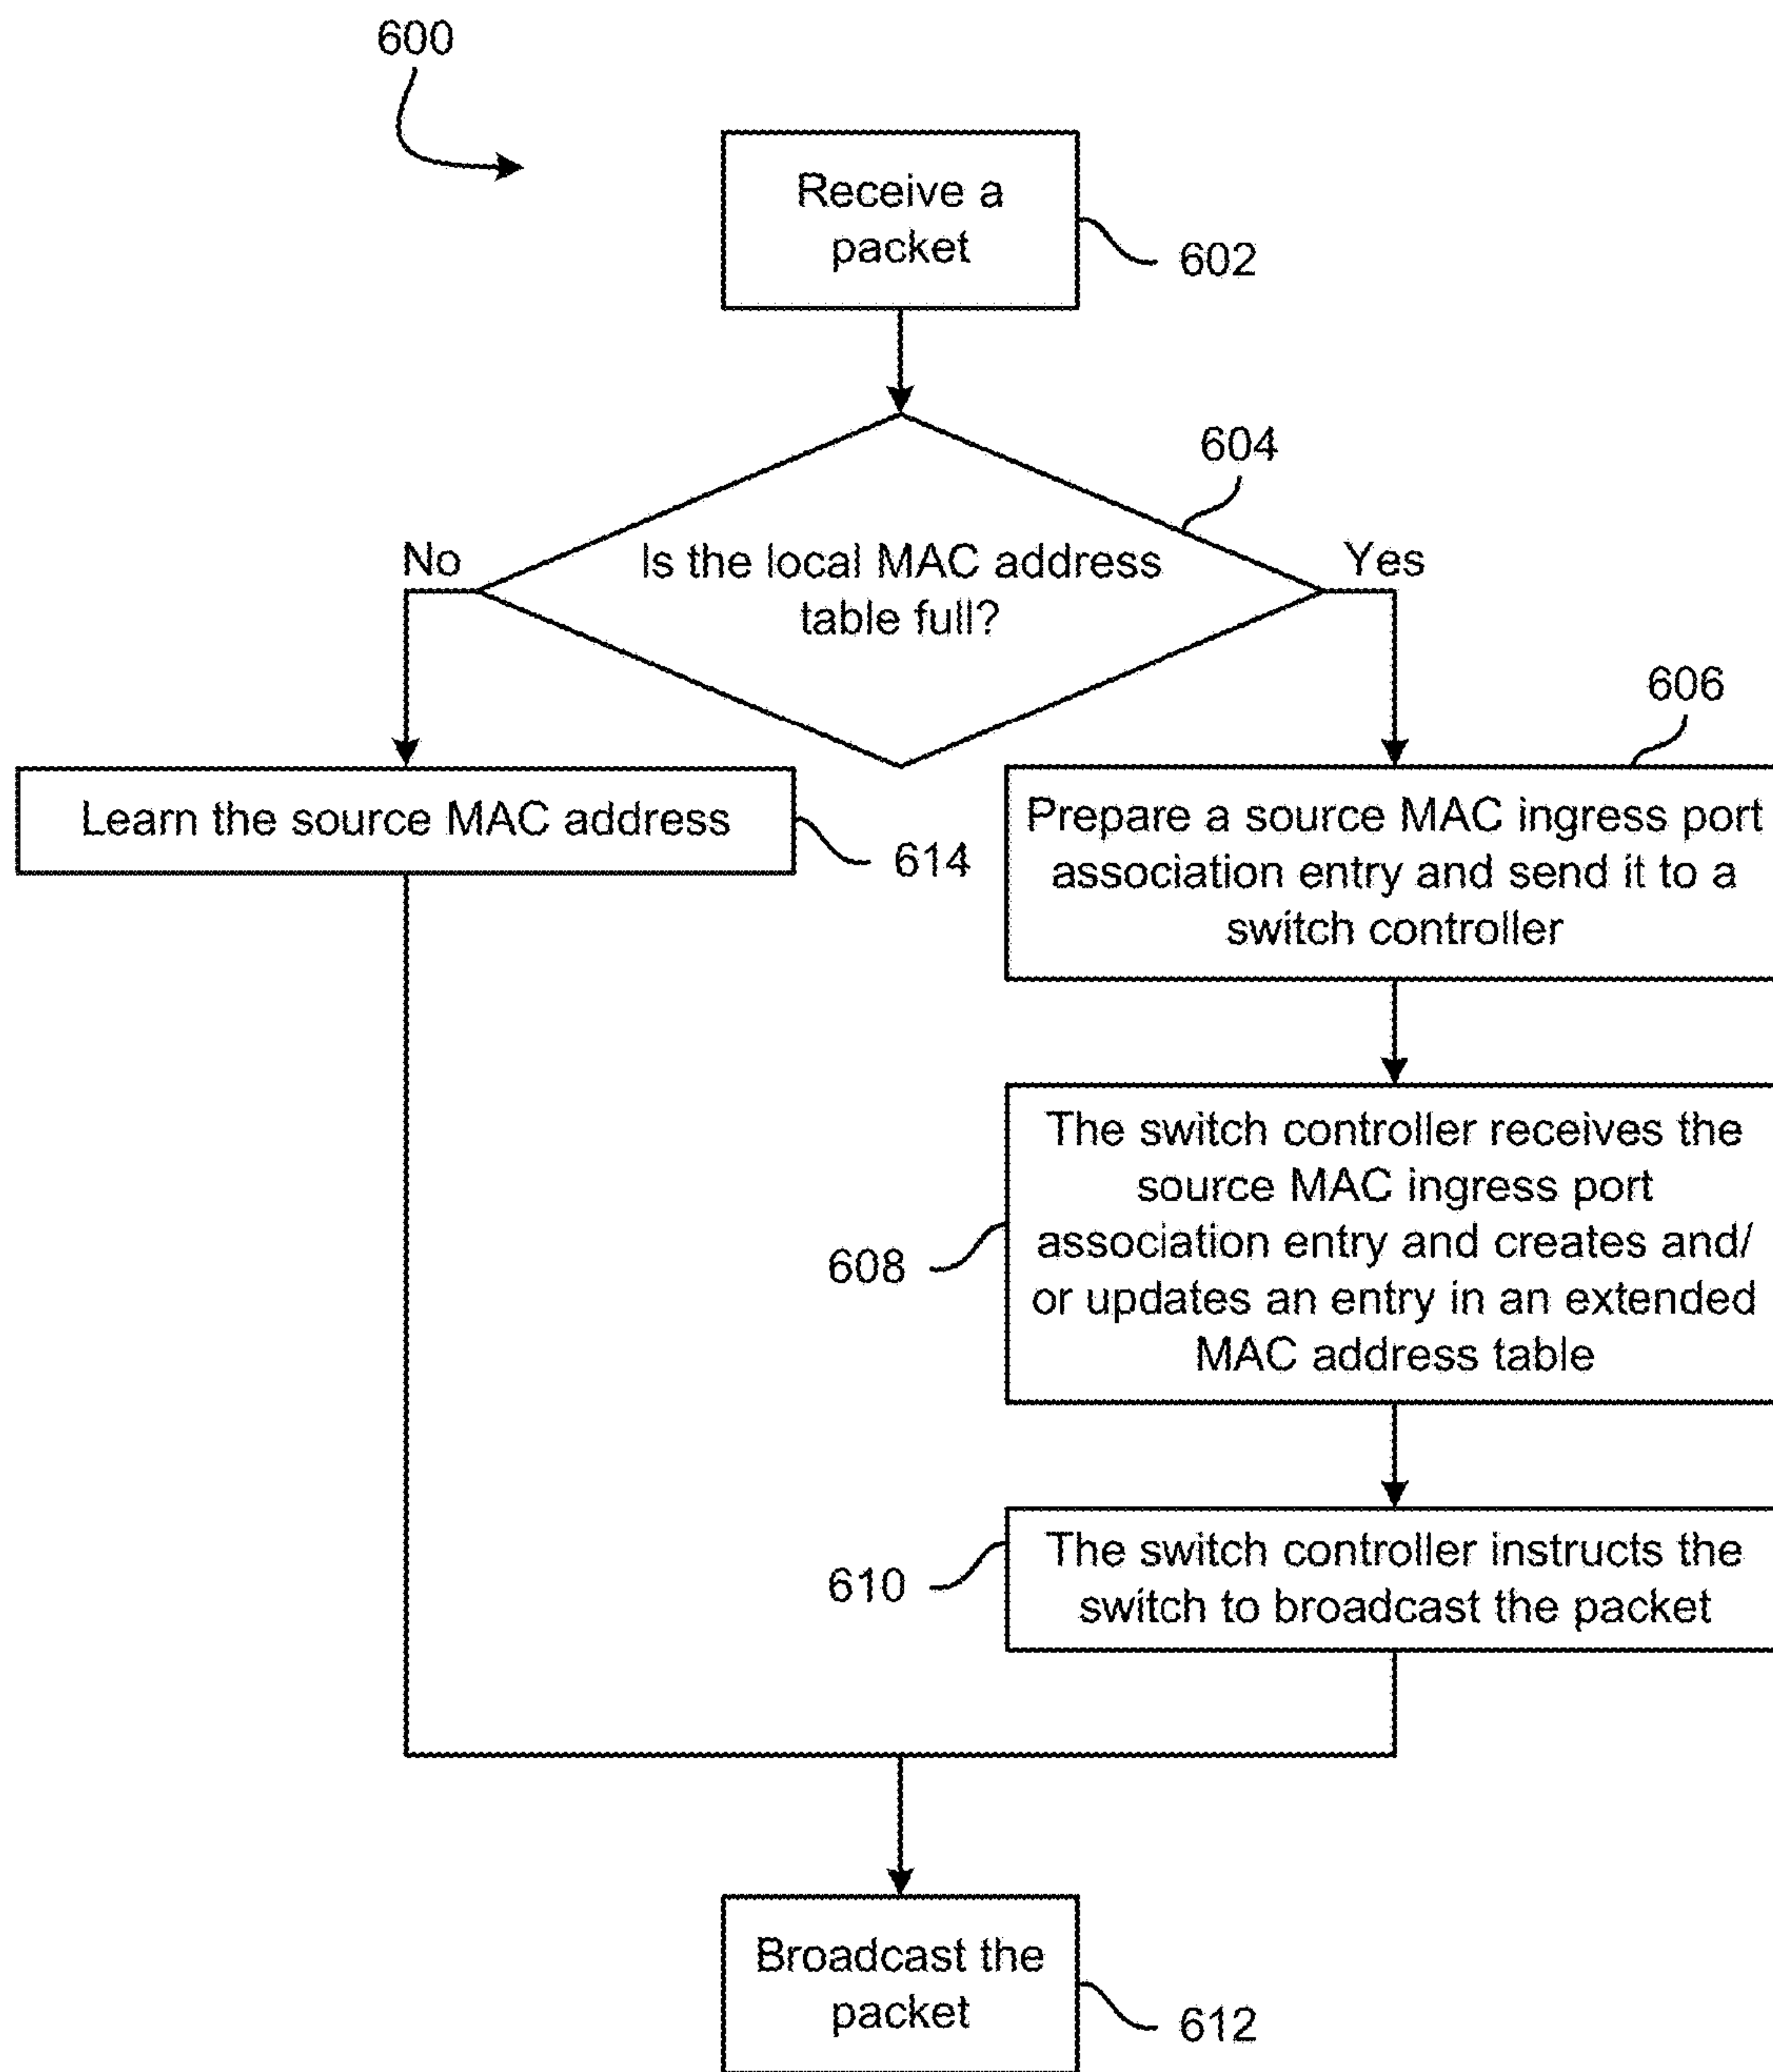 600
Receive a
packet
602
604
No
Is the local MAC address
table full?
Yes
606
Learn the source MAC address
614
Prepare a source MAC ingress port
association entry and send it to a
switch controller
The switch controller receives the
source MAC ingress port
association entry and creates and/
or updates an entry in an extended
MAC address table
608
The switch controller instructs the
switch to broadcast the packet
610
Broadcast the
packet
612